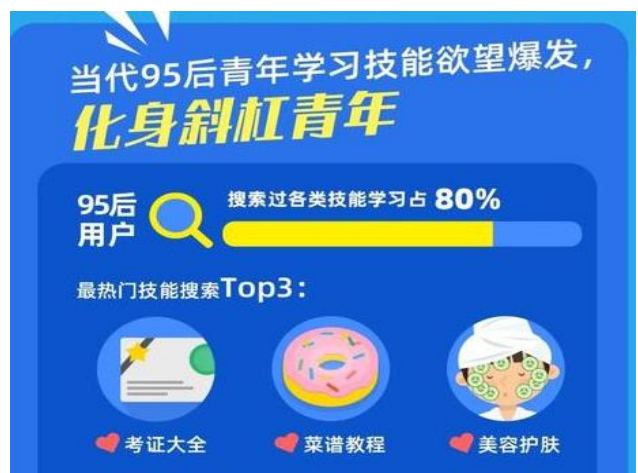 当代95后青年学习技能欲望爆发，
化身斜杠青年
95后
用户
搜索过各类技能学习占 80%
最热门技能搜索Top3：
考证大全
菜谱教程
美容护肤